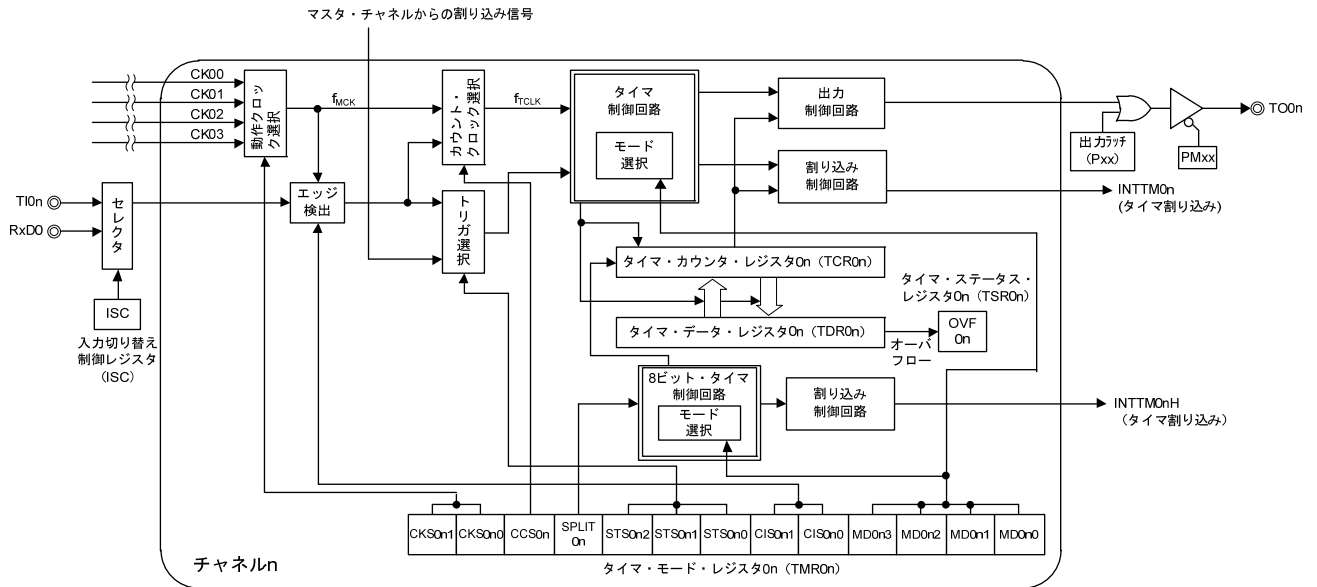 マスタ・チャネルからの割り込み信号
CK00
CK01
CK02
CK03
動作クロッ
ク選択
fMCK
カウント・
クロック選択
fTCLK
タイマ
制御回路
モード
選択
出力
制御回路
出力ラッチ
(Pxx)
PMxx
TO0n
割り込み
制御回路
INTTM0n
(タイマ割り込み)
TI0n
RxD0
セレクタ
エッジ
検出
トリガ選択
ISC
入力切り替え
制御レジスタ
(ISC)
タイマ・カウンタ・レジスタ0n（TCR0n）
タイマ・ステータス・
レジスタ0n（TSR0n）
タイマ・データ・レジスタ0n（TDR0n）
オーバ
フロー
OVF
0n
8ビット・タイマ
制御回路
モード
選択
割り込み
制御回路
INTTM0nH
（タイマ割り込み）
CKS0n1 CKS0n0 CCS0n SPLIT
0n STS0n2 STS0n1 STS0n0 CIS0n1 CIS0n0 MD0n3 MD0n2 MD0n1 MD0n0
タイマ・モード・レジスタ0n（TMR0n）
チャネルn